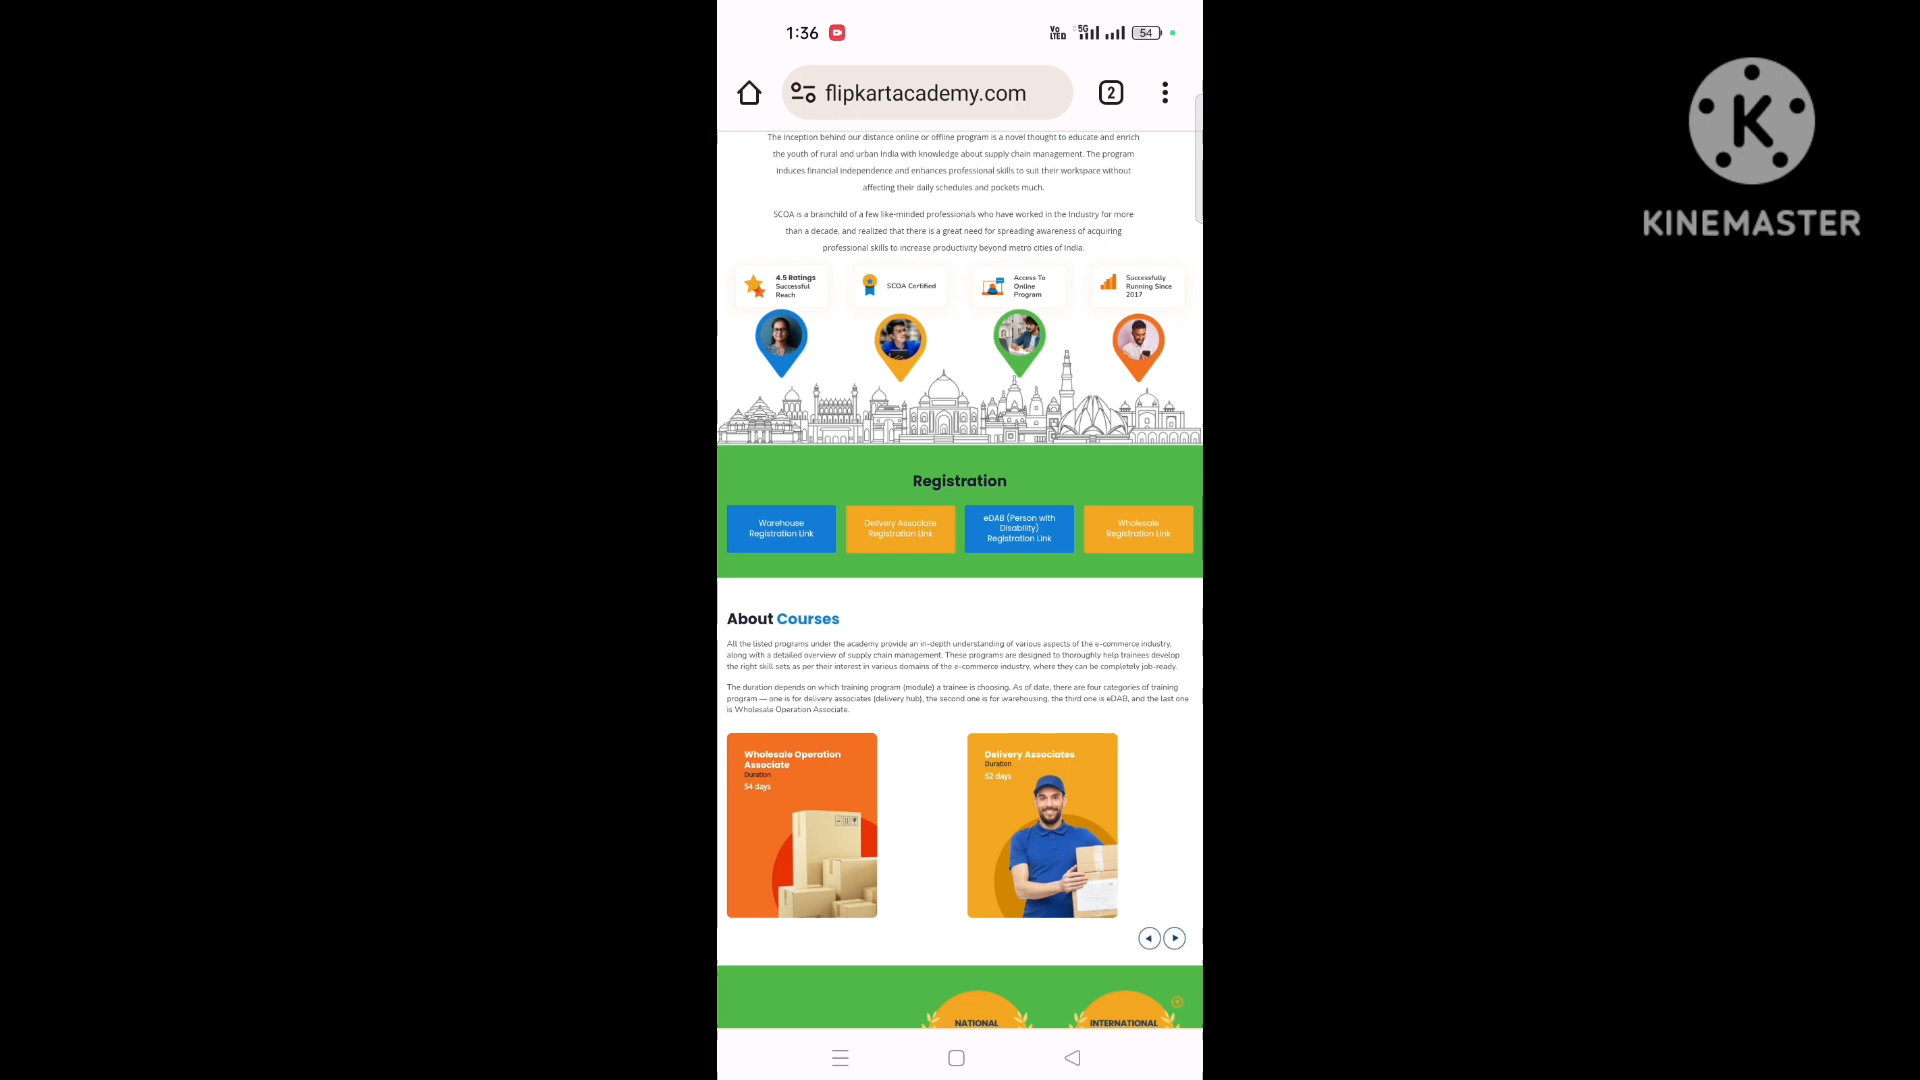 1:36
Vo LTE 5G 54
flipkartacademy.com
2
KINEMASTER
The inception behind our distance online or offline program is a novel thought to educate and enrich
the youth of rural and urban India with knowledge about supply chain management. The program
induces financial independence and enhances professional skills to suit their workspace without
affecting their daily schedules and pockets much.
SCOA is a brainchild of a few like-minded professionals who have worked in the Industry for more
than a decade, and realized that there is a great need for spreading awareness of acquiring
professional skills to increase productivity beyond metro cities of India.
4.5 Ratings
Successful
Reach
SCOA Certified
Access To
Online
Program
Successfully
Running Since
2017
Registration
Warehouse
Registration Link
Delivery Associate
Registration Link
eDAB (Person with
Disability)
Registration Link
Wholesale
Registration Link
About Courses
All the listed programs under the academy provide an in-depth understanding of various aspects of the e-commerce industry,
along with a detailed overview of supply chain management. These programs are designed to thoroughly help trainees develop
the right skill sets as per their interest in various domains of the e-commerce industry, where they can be completely job-ready.
The duration depends on which training program (module) a trainee is choosing. As of date, there are four categories of training
program — one is for delivery associates (delivery hub), the second one is for warehousing, the third one is eDAB, and the last one
is Wholesale Operation Associate.
Wholesale Operation
Associate
Duration
54 days
Delivery Associates
Duration
52 days
NATIONAL
INTERNATIONAL